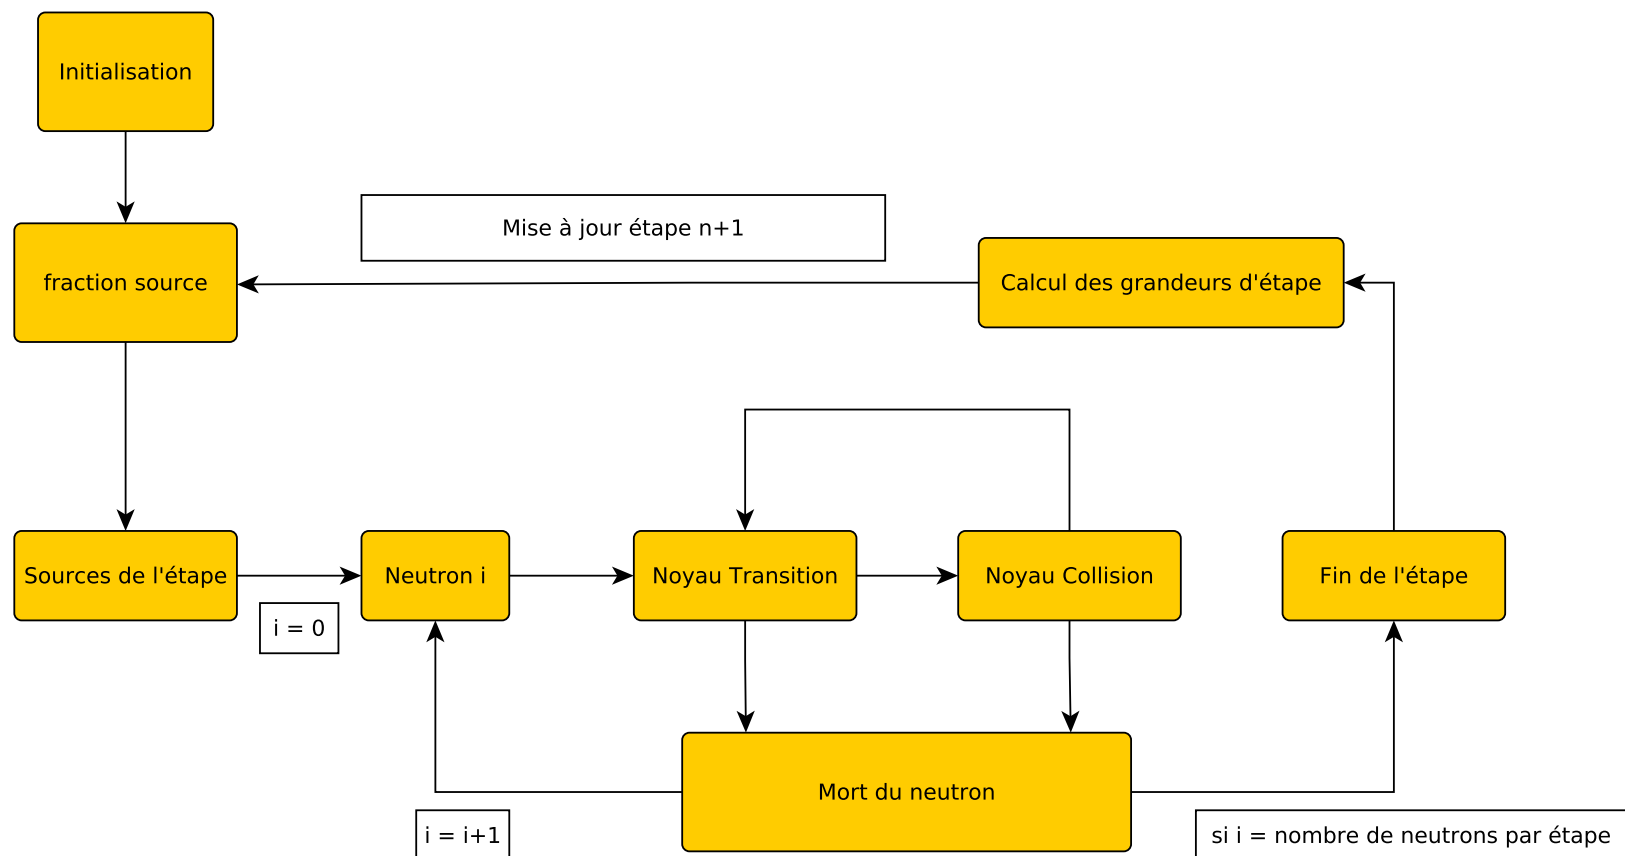 Initialisation
Mise à jour étape n+1
fraction source
Calcul des grandeurs d'étape
Sources de l'étape
Neutron i
Noyau Transition
Noyau Collision
Fin de l'étape
i = 0
Mort du neutron
i = i+1
si i = nombre de neutrons par étape